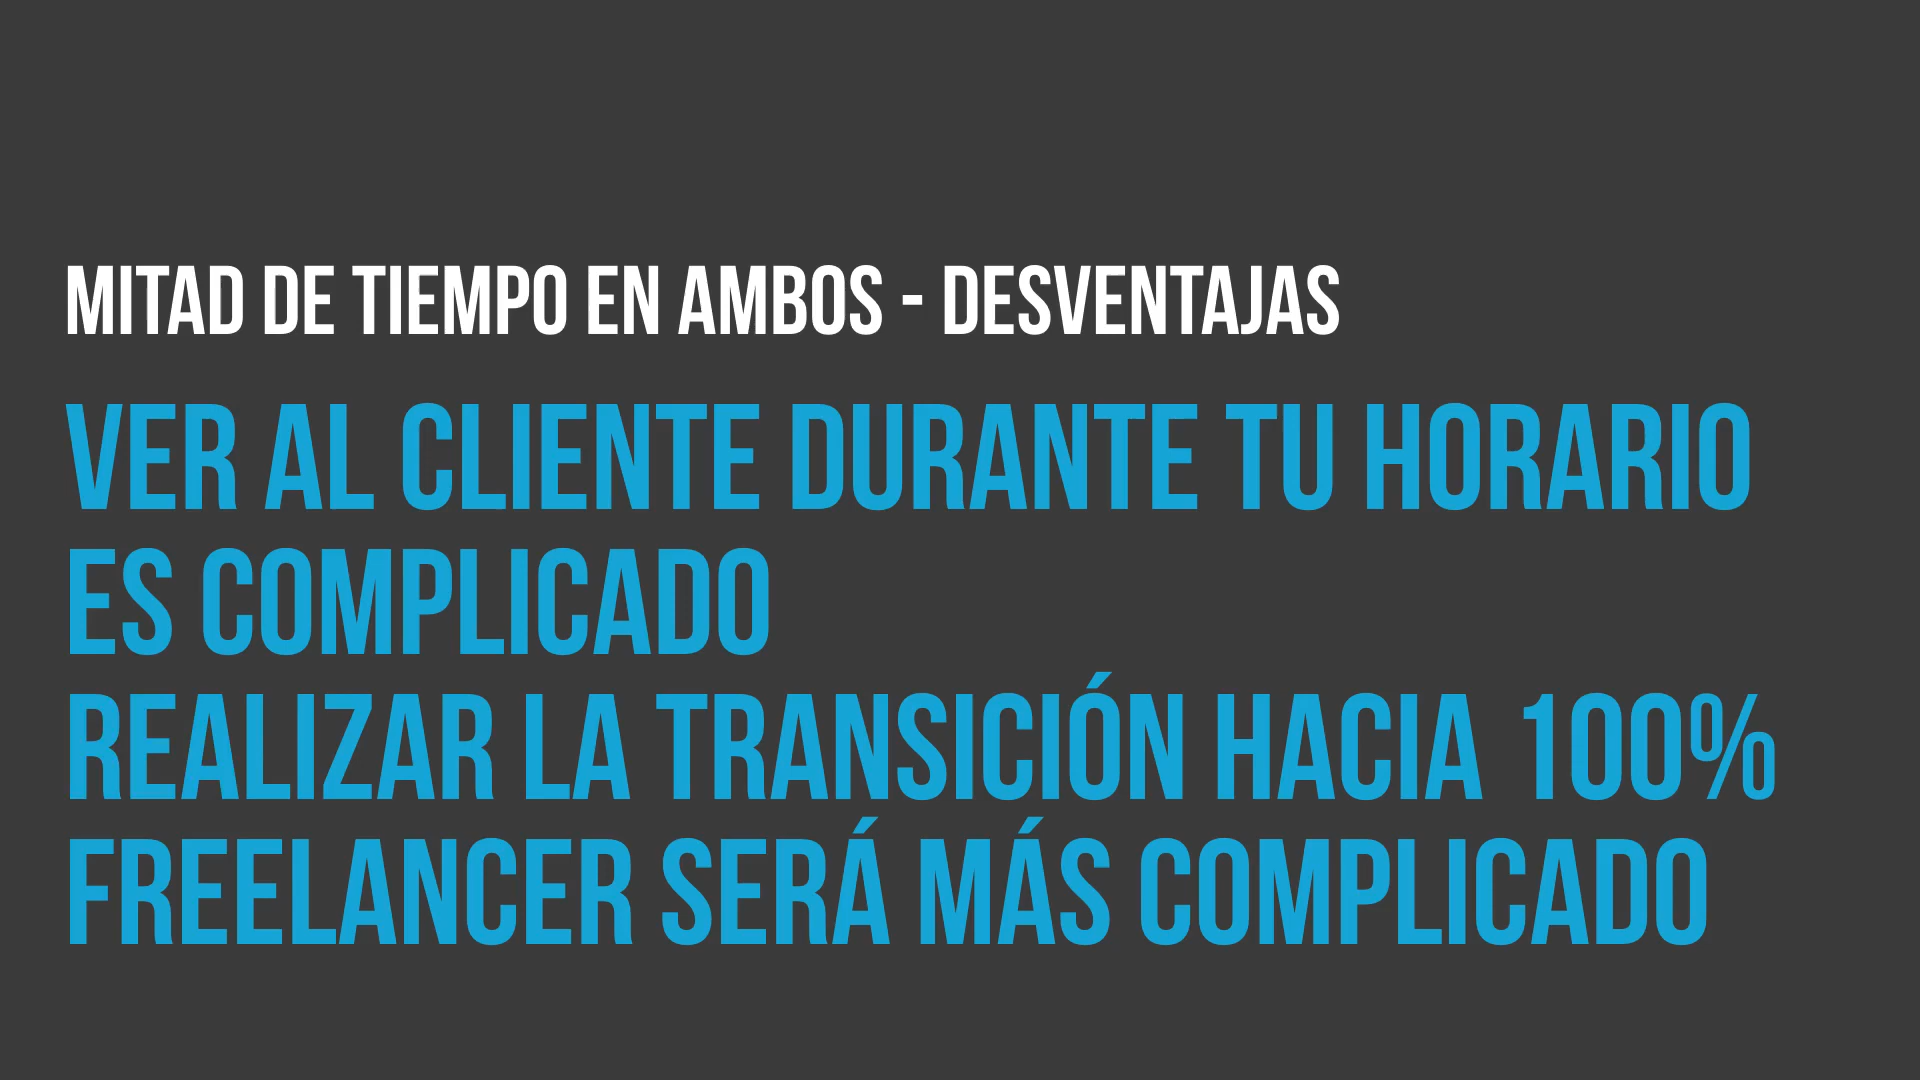 MITAD DE TIEMPO EN AMBOS - DESVENTAJAS
VER AL CLIENTE DURANTE TU HORARIO
ES COMPLICADO
REALIZAR LA TRANSICIÓN HACIA 100%
FREELANCER SERÁ MÁS COMPLICADO